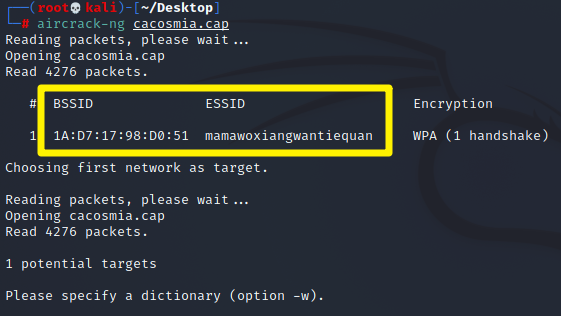 (root💀kali)-[~/Desktop]
# aircrack-ng cacosmia.cap
Reading packets, please wait...
Opening cacosmia.cap
Read 4276 packets.
# BSSID ESSID Encryption
1 1A:D7:17:98:D0:51 mamawoxiangwantiequan WPA (1 handshake)
Choosing first network as target.
Reading packets, please wait...
Opening cacosmia.cap
Read 4276 packets.
1 potential targets
Please specify a dictionary (option -w).